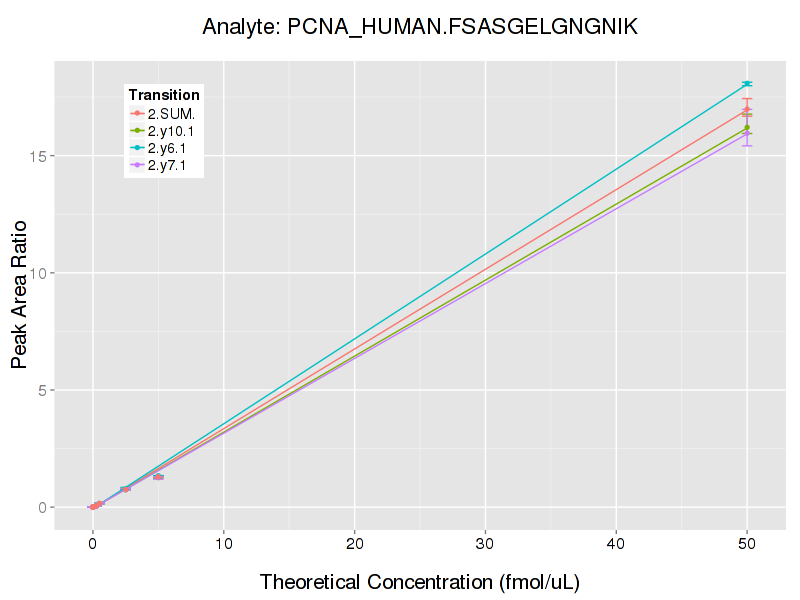 Analyte: PCNA_HUMAN.FSASGELGNGNIK
Transition
2.SUM.
2.y10.1
2.y6.1
2.y7.1
15
10
5
0
Peak Area Ratio
0 10 20 30 40 50
Theoretical Concentration (fmol/uL)